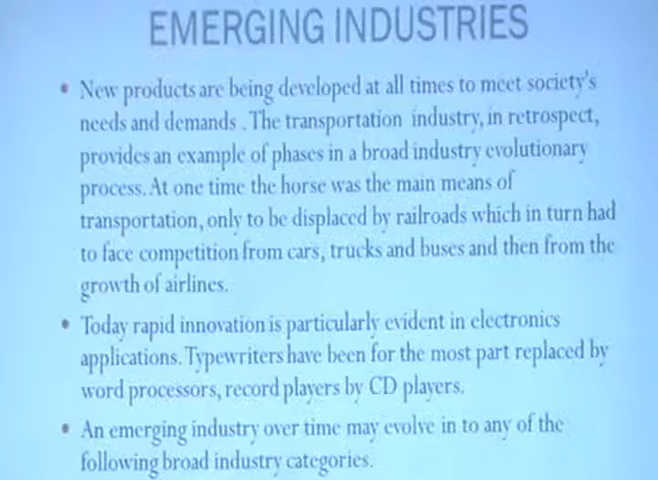 EMERGING INDUSTRIES
• New products are being developed at all times to meet society's
needs and demands . The transportation industry, in retrospect,
provides an example of phases in a broad industry evolutionary
process. At one time the horse was the main means of
transportation, only to be displaced by railroads which in turn had
to face competition from cars, trucks and buses and then from the
growth of airlines.
• Today rapid innovation is particularly evident in electronics
applications. Typewriters have been for the most part replaced by
word processors, record players by CD players.
• An emerging industry over time may evolve in to any of the
following broad industry categories.